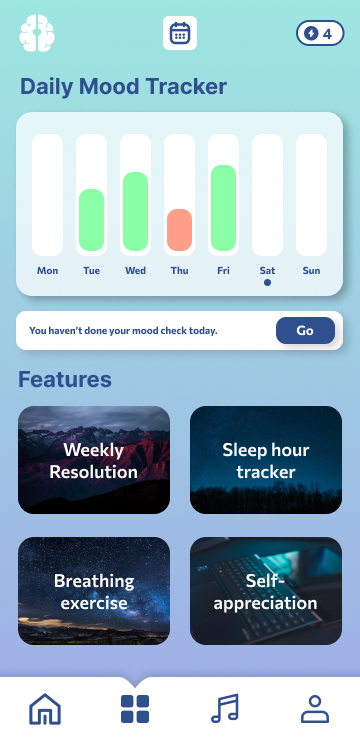 4
Daily Mood Tracker
Mon Tue Wed Thu Fri Sat Sun
You haven't done your mood check today. Go
Features
Weekly
Resolution
Sleep hour
tracker
Breathing
exercise
Self-
appreciation